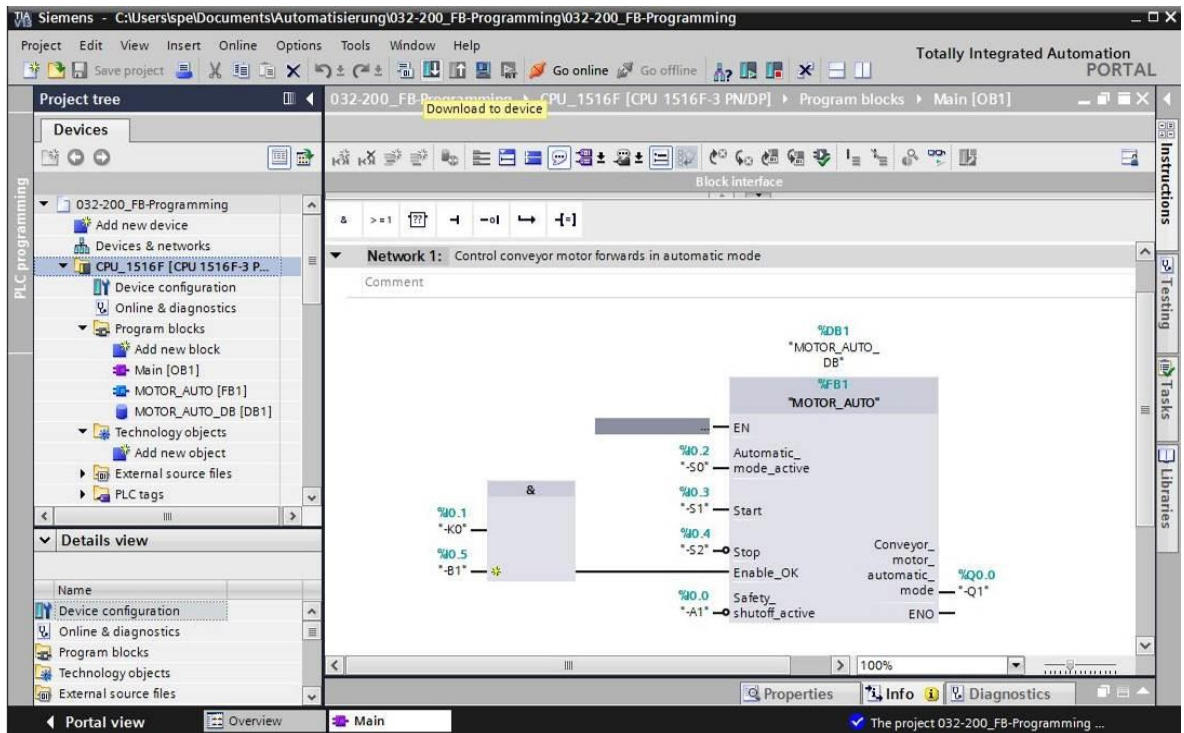 Siemens - C:\Users\spe\Documents\Automatisierung\032-200_FB-Programming\032-200_FB-Programming
Project Edit View Insert Online Options Tools Window Help
Totally Integrated Automation
PORTAL
Save project
Go online
Go offline
Project tree
032-200_FB-Programming CPU_1516F [CPU 1516F-3 PN/DP] Program blocks Main [OB1]
Download to device
Devices
Block interface
PLC programming
032-200_FB-Programming
Add new device
Devices & networks
CPU_1516F [CPU 1516F-3 P...
Device configuration
Online & diagnostics
Program blocks
Add new block
Main [OB1]
MOTOR_AUTO [FB1]
MOTOR_AUTO_DB [DB1]
Technology objects
Add new object
External source files
PLC tags
Details view
Name
Device configuration
Online & diagnostics
Program blocks
Technology objects
External source files
& >=1 ??
Network 1: Control conveyor motor forwards in automatic mode
Comment
%DB1
"MOTOR_AUTO_
DB"
%FB1
"MOTOR_AUTO"
... EN
%I0.2
"-S0"
Automatic_
mode_active
&
%I0.3
"-S1"
Start
%I0.1
"-K0"
%I0.4
"-S2"
Stop
%I0.5
"-B1"
Enable_OK
%I0.0
"-A1"
Safety_
shutoff_active
Conveyor_
motor_
automatic_
mode
%Q0.0
"-Q1"
ENO
100%
Properties Info Diagnostics
Instructions
Testing
Tasks
Libraries
Portal view Overview Main The project 032-200_FB-Programming ...